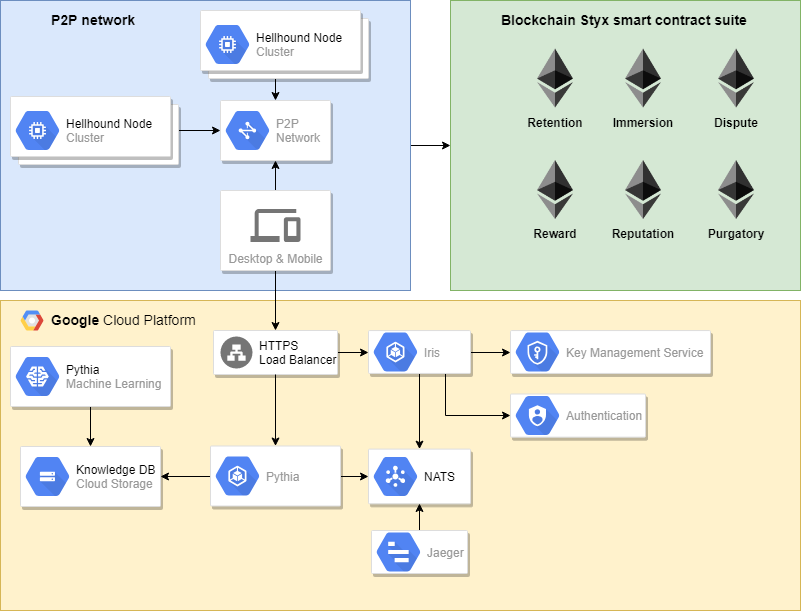 P2P network
Hellhound Node
Cluster
Hellhound Node
Cluster
P2P
Network
Desktop & Mobile
Blockchain Styx smart contract suite
Retention
Immersion
Dispute
Reward
Reputation
Purgatory
Google Cloud Platform
HTTPS
Load Balancer
Iris
Key Management Service
Pythia
Machine Learning
Authentication
Knowledge DB
Cloud Storage
Pythia
NATS
Jaeger